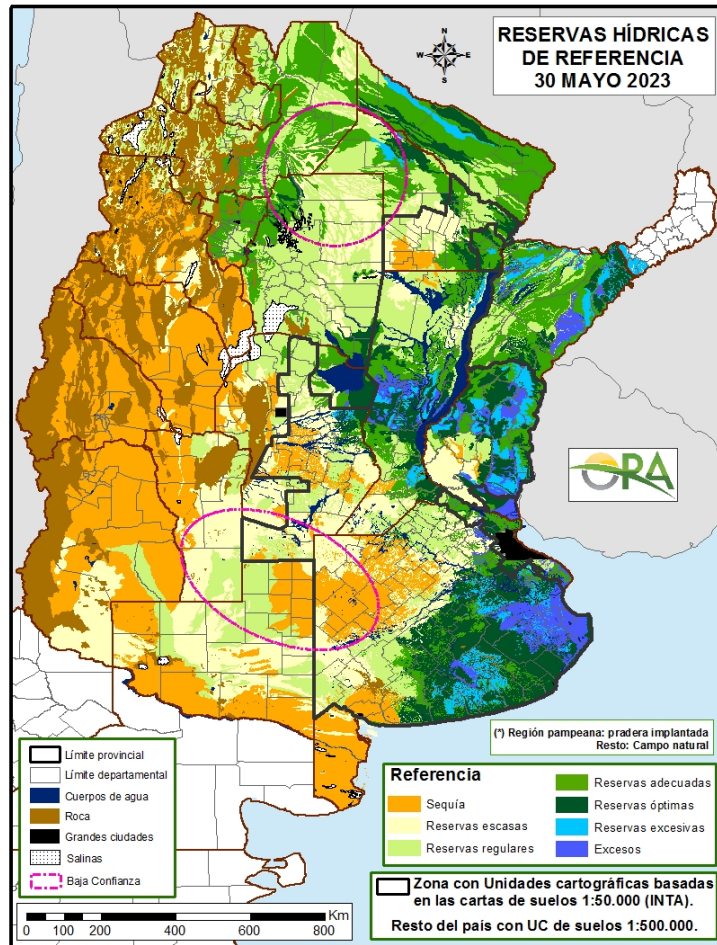 RESERVAS HÍDRICAS
DE REFERENCIA
30 MAYO 2023
N
W E
S
ORA
(*) Región pampeana: pradera implantada
Resto: Campo natural
Límite provincial
Límite departamental
Cuerpos de agua
Roca
Grandes ciudades
Salinas
Baja Confianza
Referencia
Sequía
Reservas escasas
Reservas regulares
Reservas adecuadas
Reservas óptimas
Reservas excesivas
Excesos
Zona con Unidades cartográficas basadas
en las cartas de suelos 1:50.000 (INTA).
Resto del país con UC de suelos 1:500.000.
Km
0 100 200 400 600 800